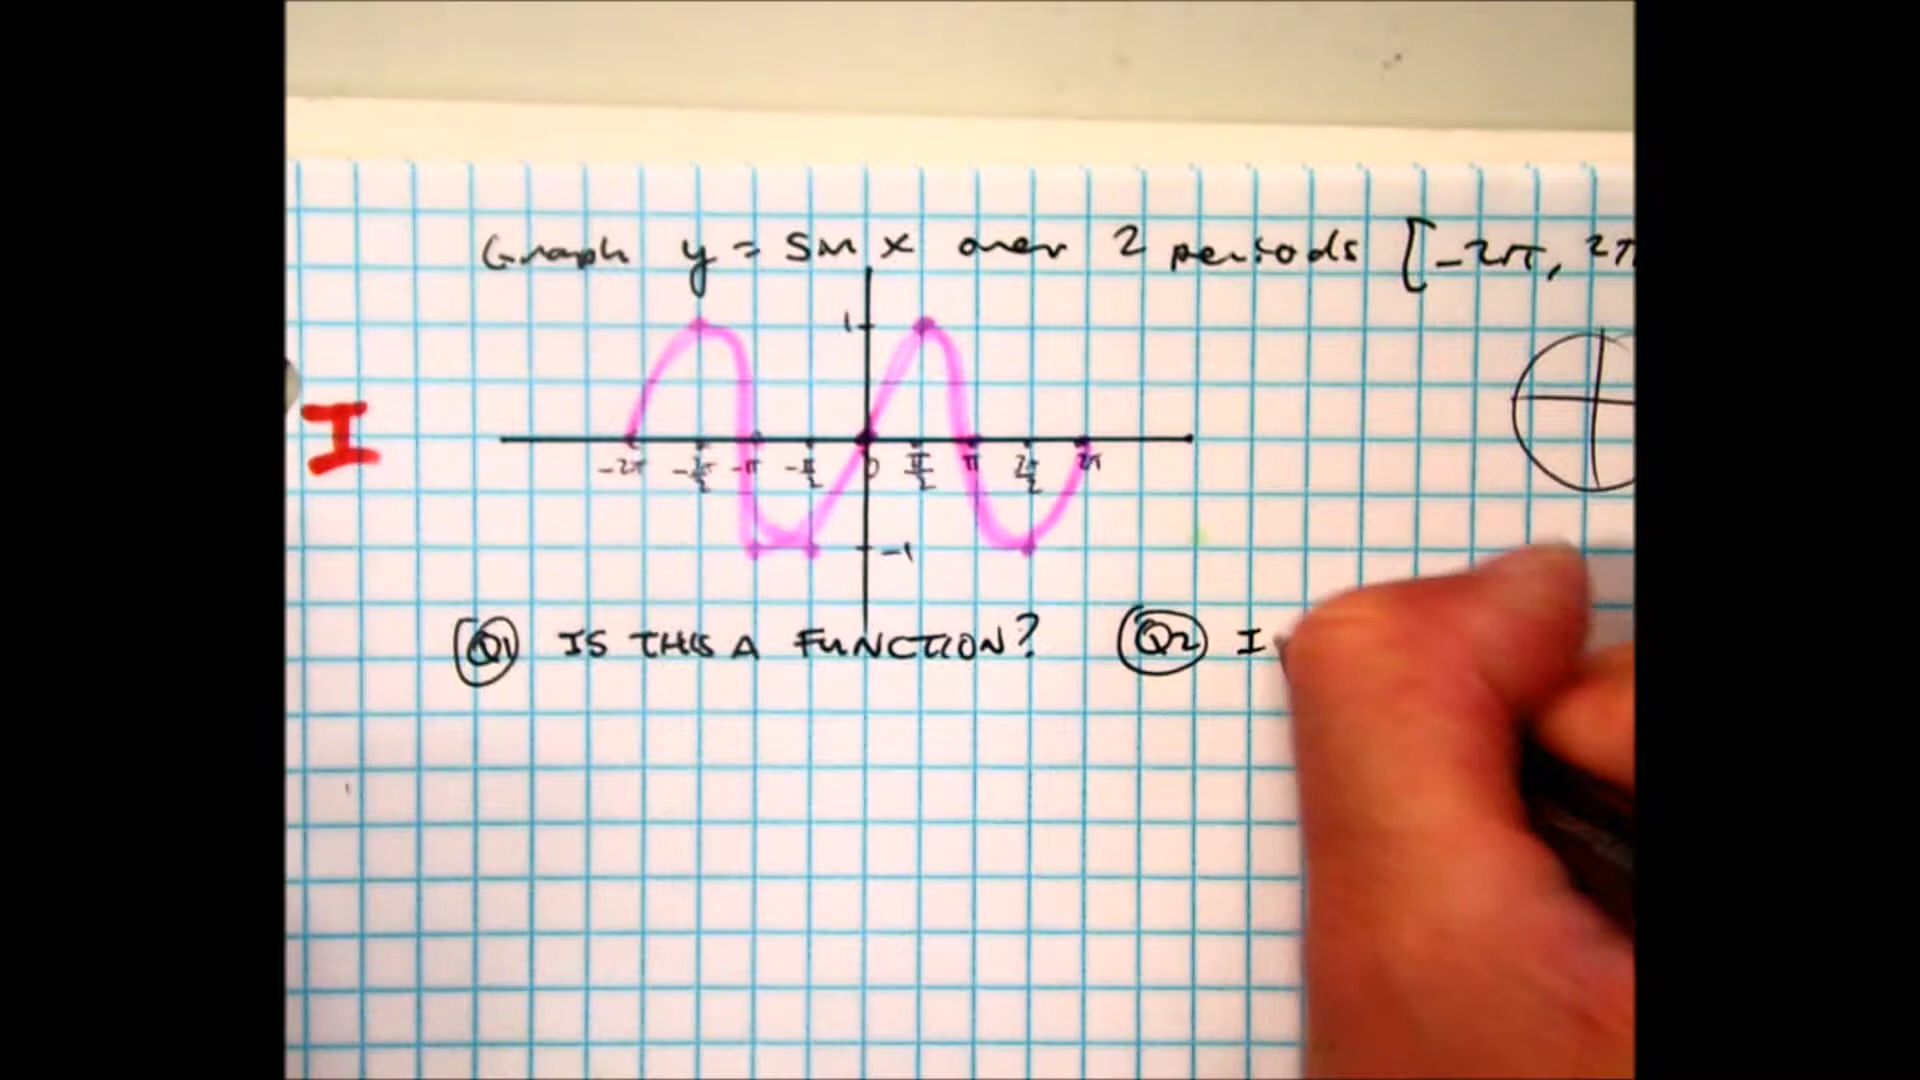 Graph y = sin x over 2 periods [-2π, 2π
1
I
-2π -3π/2 -π -π/2 0 π/2 π 3π/2 2π
-1
Q1 IS THIS A FUNCTION? Q2 I